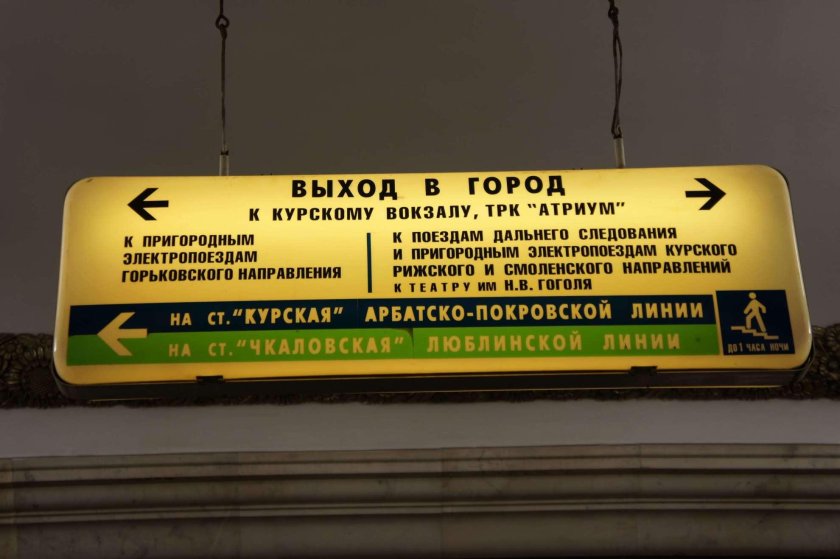 ВЫХОД В ГОРОД
К КУРСКОМУ ВОКЗАЛУ, ТРК "АТРИУМ"
К ПРИГОРОДНЫМ
ЭЛЕКТРОПОЕЗДАМ
ГОРЬКОВСКОГО НАПРАВЛЕНИЯ
К ПОЕЗДАМ ДАЛЬНЕГО СЛЕДОВАНИЯ
И ПРИГОРОДНЫМ ЭЛЕКТРОПОЕЗДАМ КУРСКОГО
РИЖСКОГО И СМОЛЕНСКОГО НАПРАВЛЕНИЙ
К ТЕАТРУ ИМ Н.В. ГОГОЛЯ
НА СТ. "КУРСКАЯ" АРБАТСКО-ПОКРОВСКОЙ ЛИНИИ
НА СТ. "ЧКАЛОВСКАЯ" ЛЮБЛИНСКОЙ ЛИНИИ
ДО 1 ЧАСА НОЧИ